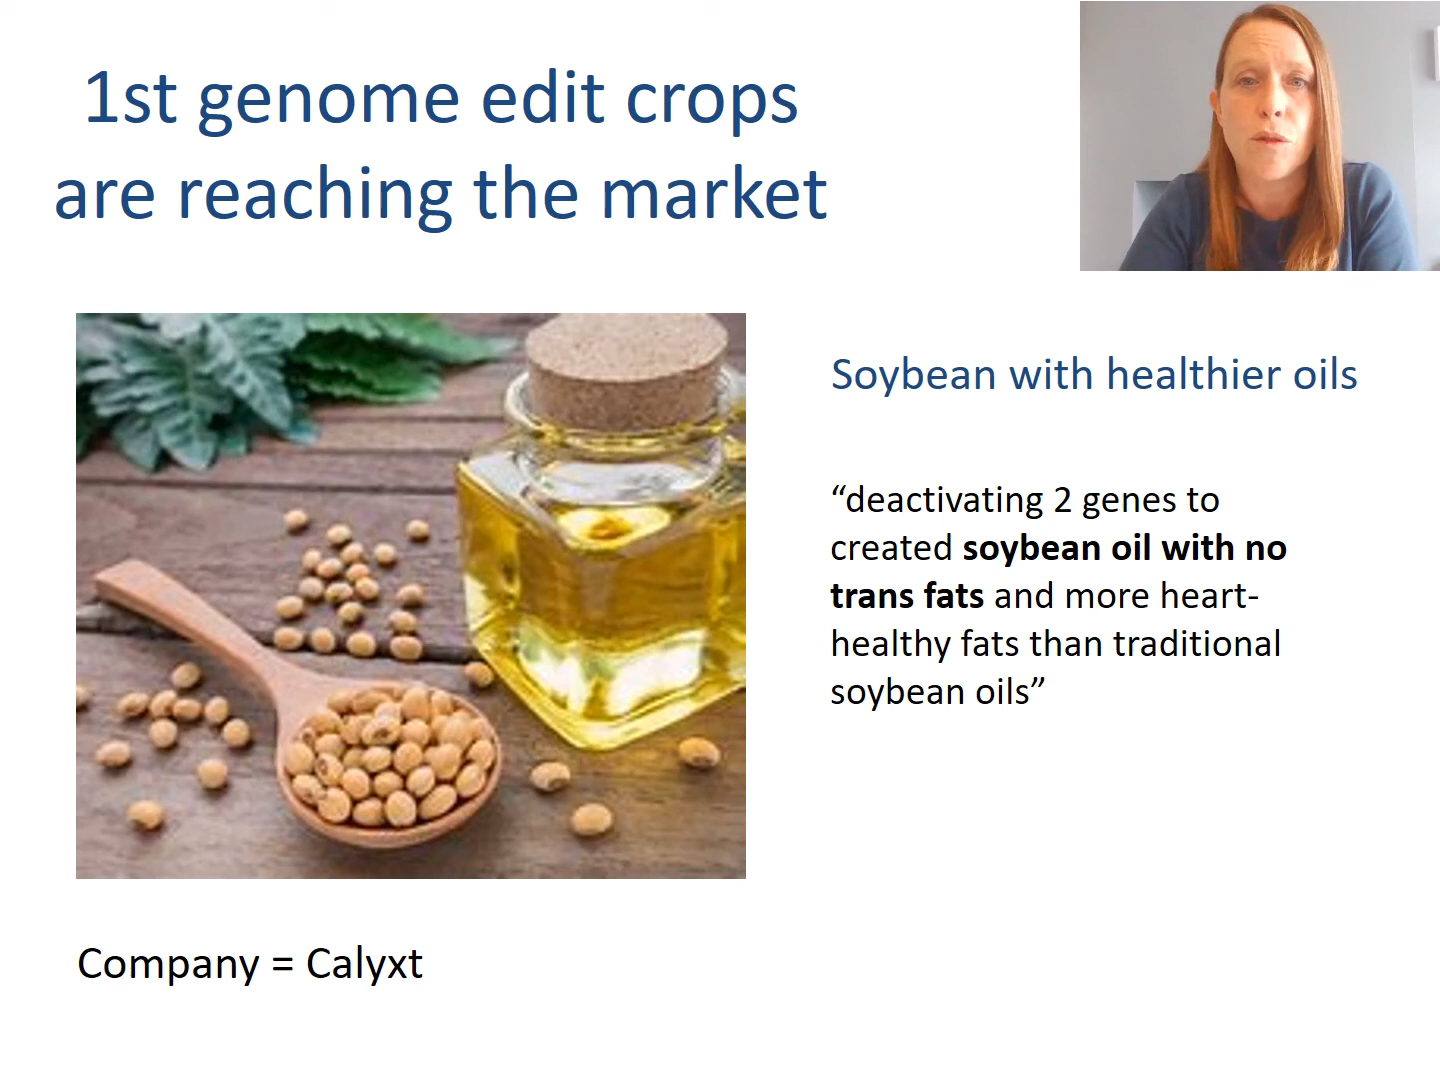 1st genome edit crops
are reaching the market
Soybean with healthier oils
“deactivating 2 genes to
created soybean oil with no
trans fats and more heart-
healthy fats than traditional
soybean oils”
Company = Calyxt